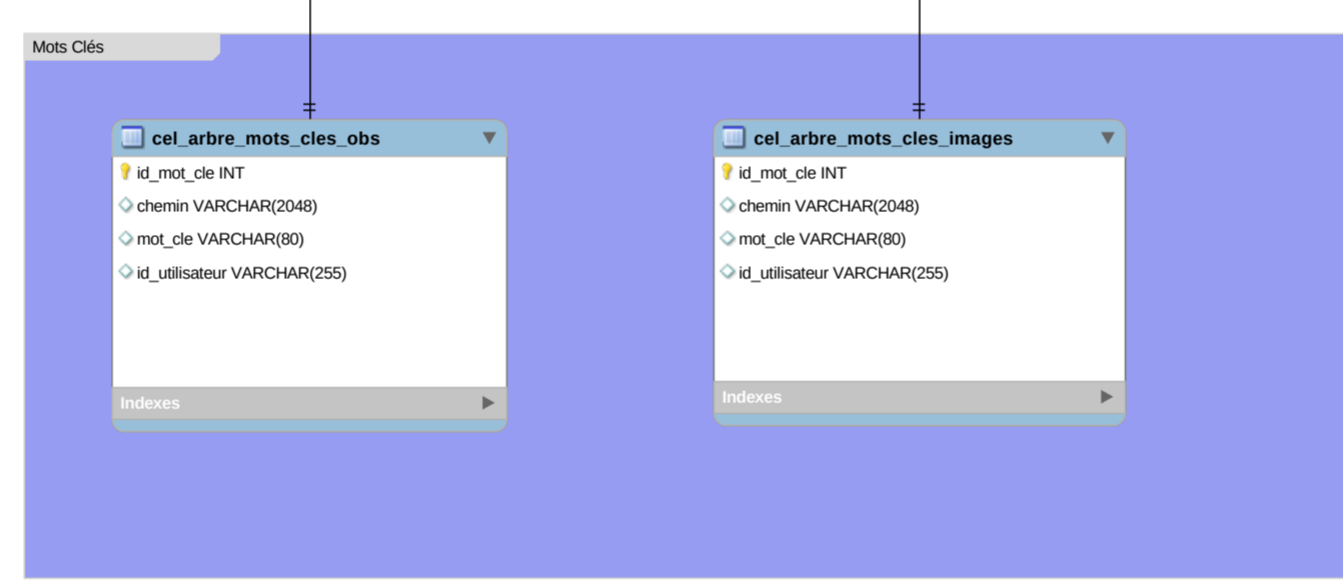 Mots Clés
cel_arbre_mots_cles_obs
id_mot_cle INT
chemin VARCHAR(2048)
mot_cle VARCHAR(80)
id_utilisateur VARCHAR(255)
Indexes
cel_arbre_mots_cles_images
id_mot_cle INT
chemin VARCHAR(2048)
mot_cle VARCHAR(80)
id_utilisateur VARCHAR(255)
Indexes